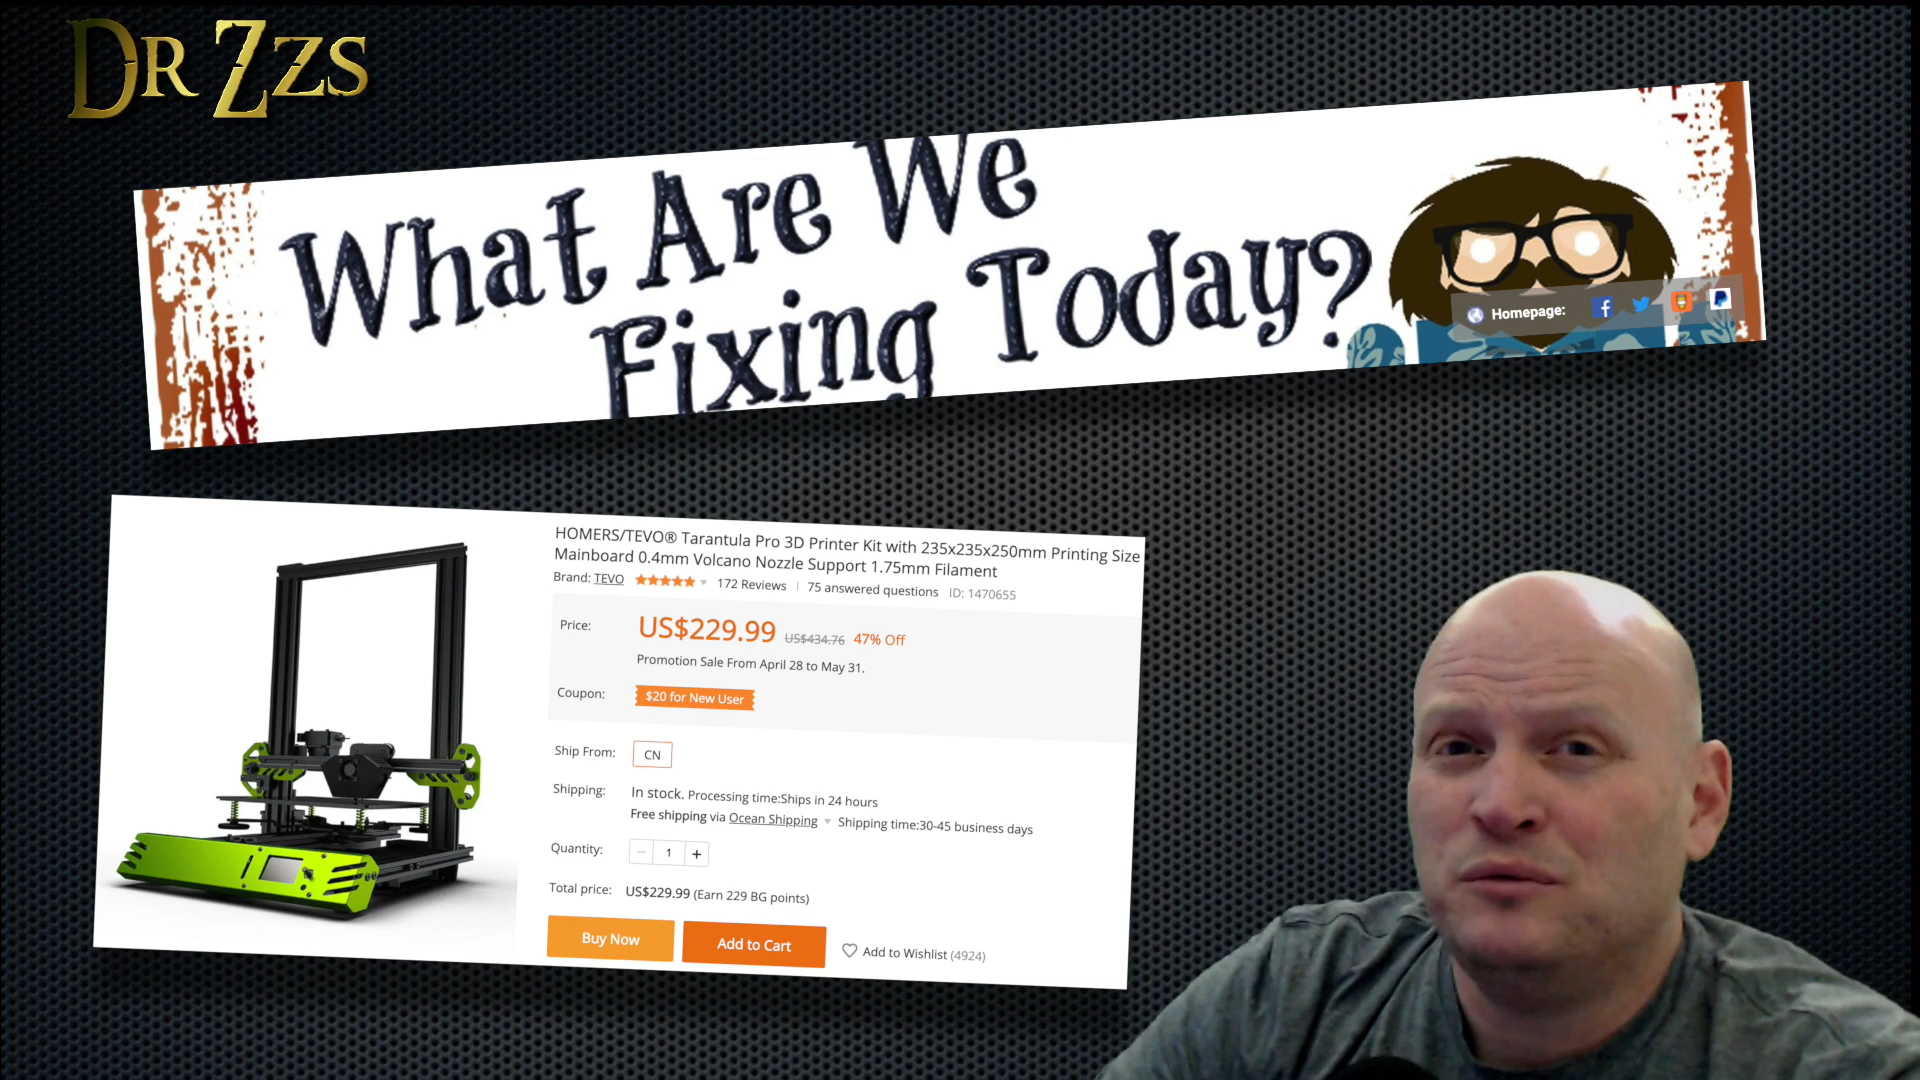 DR ZZS
What Are We
Fixing Today?
Homepage:
HOMERS/TEVO® Tarantula Pro 3D Printer Kit with 235x235x250mm Printing Size
Mainboard 0.4mm Volcano Nozzle Support 1.75mm Filament
Brand: TEVO 172 Reviews | 75 answered questions ID: 1470655
Price: US$229.99 US$434.76 47% Off
Promotion Sale From April 28 to May 31.
Coupon: $20 for New User
Ship From: CN
Shipping: In stock. Processing time:Ships in 24 hours
Free shipping via Ocean Shipping Shipping time:30-45 business days
Quantity: − 1 +
Total price: US$229.99 (Earn 229 BG points)
Buy Now Add to Cart Add to Wishlist (4924)